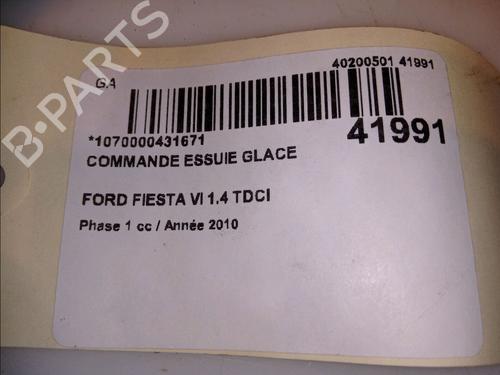 40200501 41991
GA
*1070000431671
41991
COMMANDE ESSUIE GLACE
FORD FIESTA VI 1.4 TDCI
Phase 1 cc / Année 2010
B-PARTS